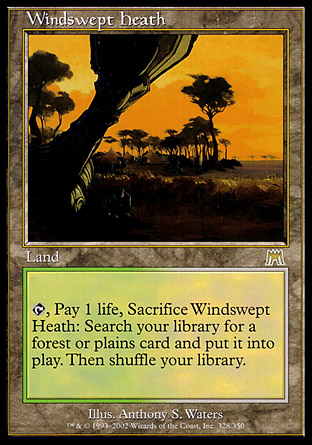 Windswept Heath
Land
, Pay 1 life, Sacrifice Windswept
Heath: Search your library for a
forest or plains card and put it into
play. Then shuffle your library.
Illus. Anthony S. Waters
™ & © 1993–2002 Wizards of the Coast, Inc. 328/350